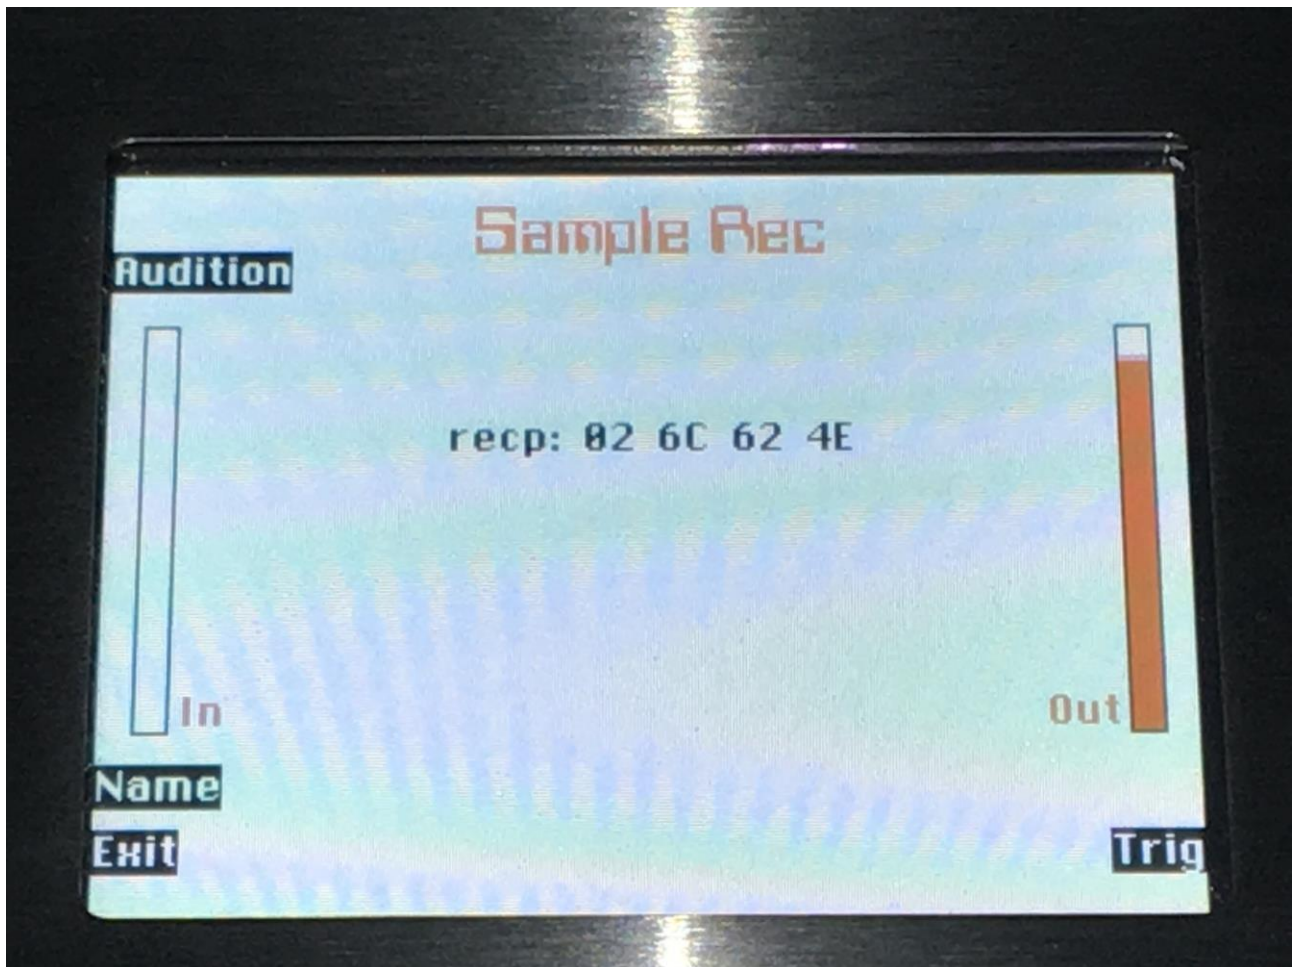 Sample Rec
Audition
recp: 02 6C 62 4E
In
Out
Name
Exit
Trig